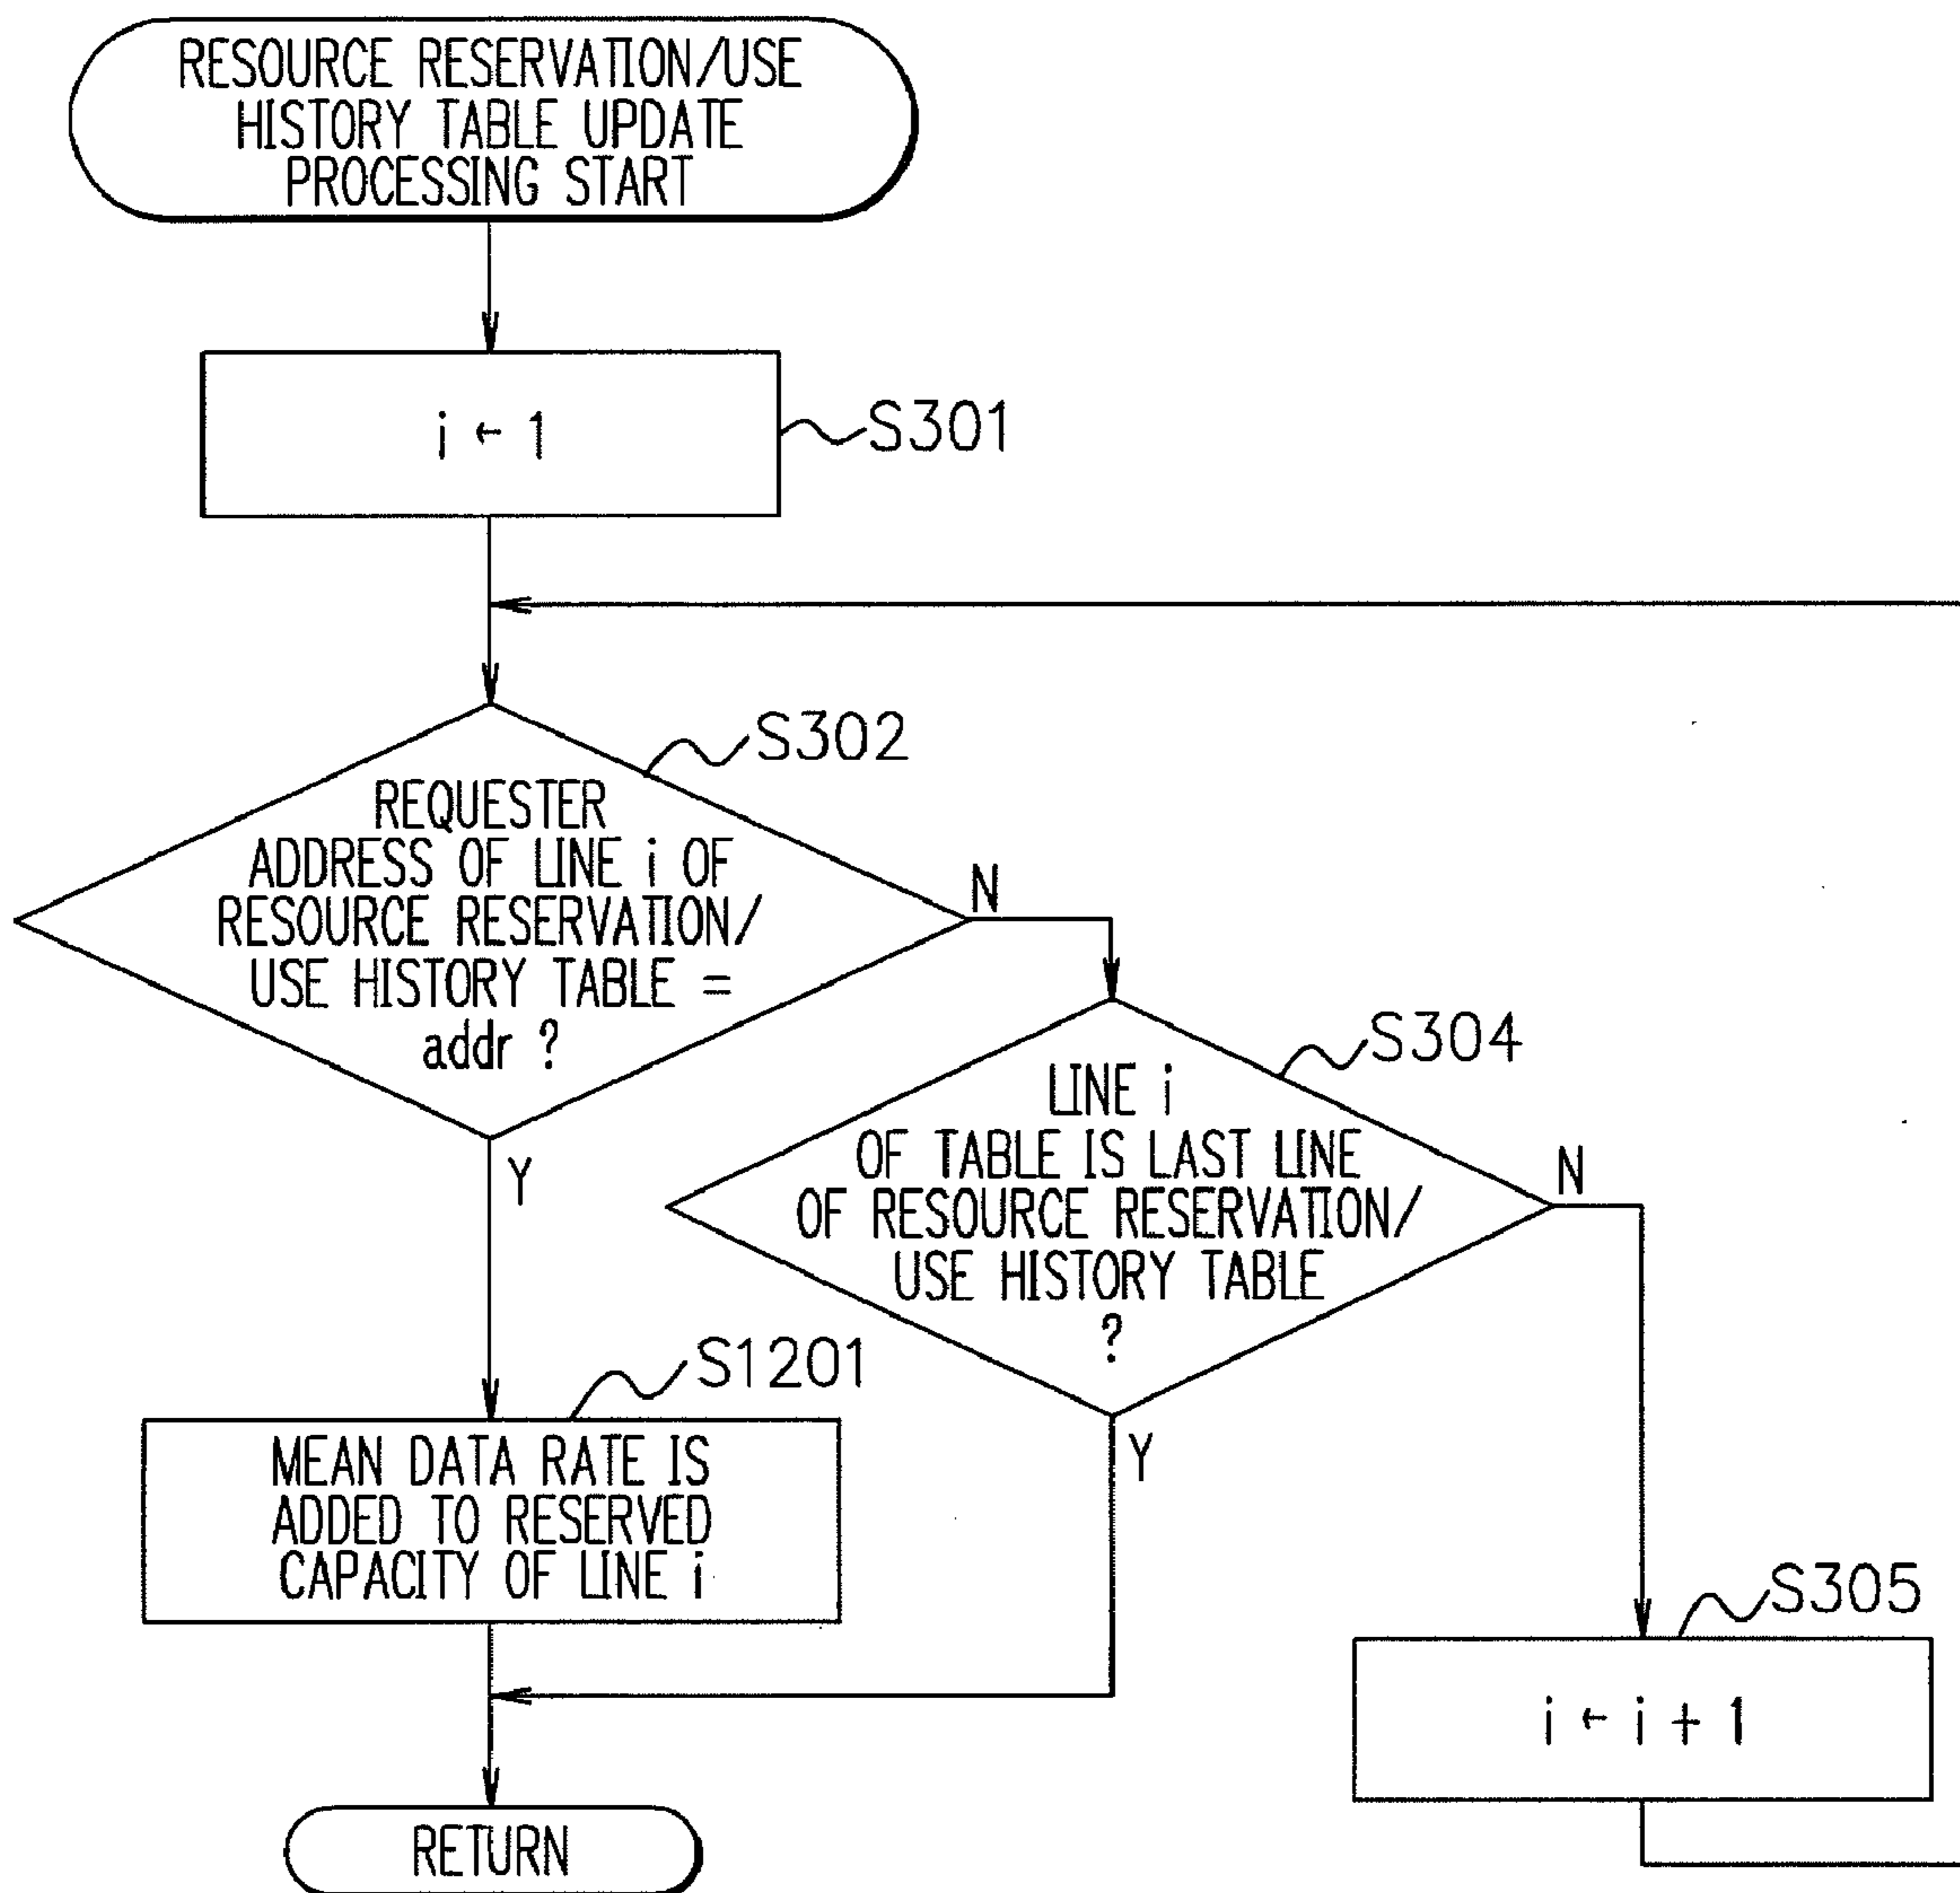 RESOURCE RESERVATION/USE
HISTORY TABLE UPDATE
PROCESSING START
i ← 1
S301
S302
REQUESTER
ADDRESS OF LINE i OF
RESOURCE RESERVATION/
USE HISTORY TABLE =
addr ?
N
Y
S304
LINE i
OF TABLE IS LAST LINE
OF RESOURCE RESERVATION/
USE HISTORY TABLE
?
N
Y
S1201
MEAN DATA RATE IS
ADDED TO RESERVED
CAPACITY OF LINE i
S305
i ← i + 1
RETURN